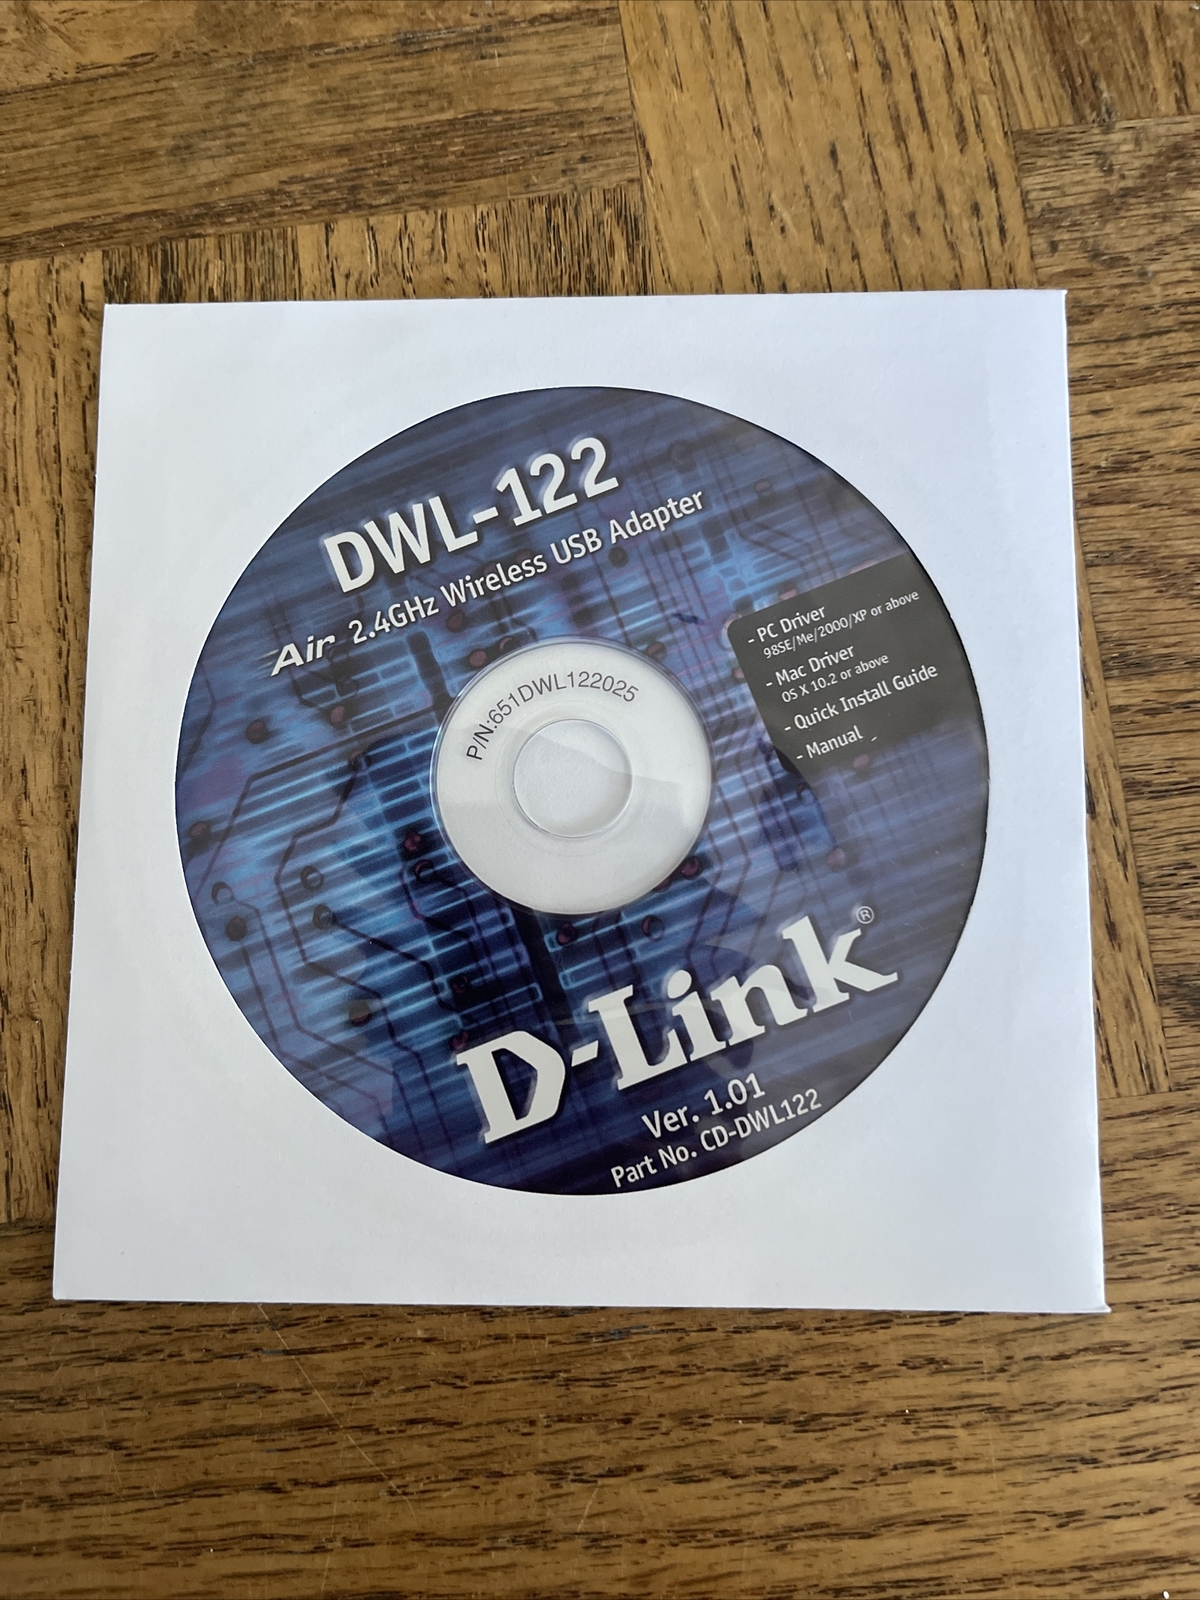 DWL-122
Air 2.4GHz Wireless USB Adapter
- PC Driver
98SE/Me/2000/XP or above
- Mac Driver
OS X 10.2 or above
- Quick Install Guide
- Manual
P/N:651DWL122025
D-Link®
Ver. 1.01
Part No. CD-DWL122